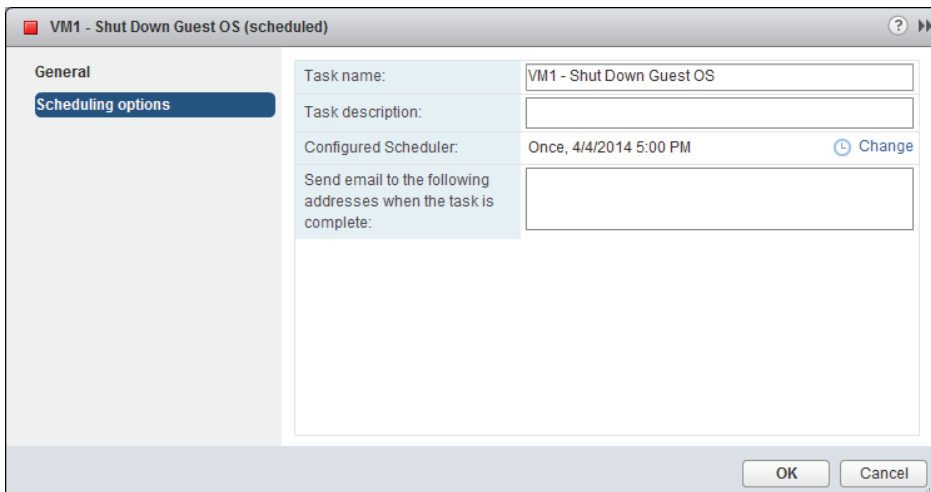 VM1 - Shut Down Guest OS (scheduled)
?
General
Scheduling options
Task name:
VM1 - Shut Down Guest OS
Task description:
Configured Scheduler:
Once, 4/4/2014 5:00 PM
Change
Send email to the following
addresses when the task is
complete:
OK
Cancel